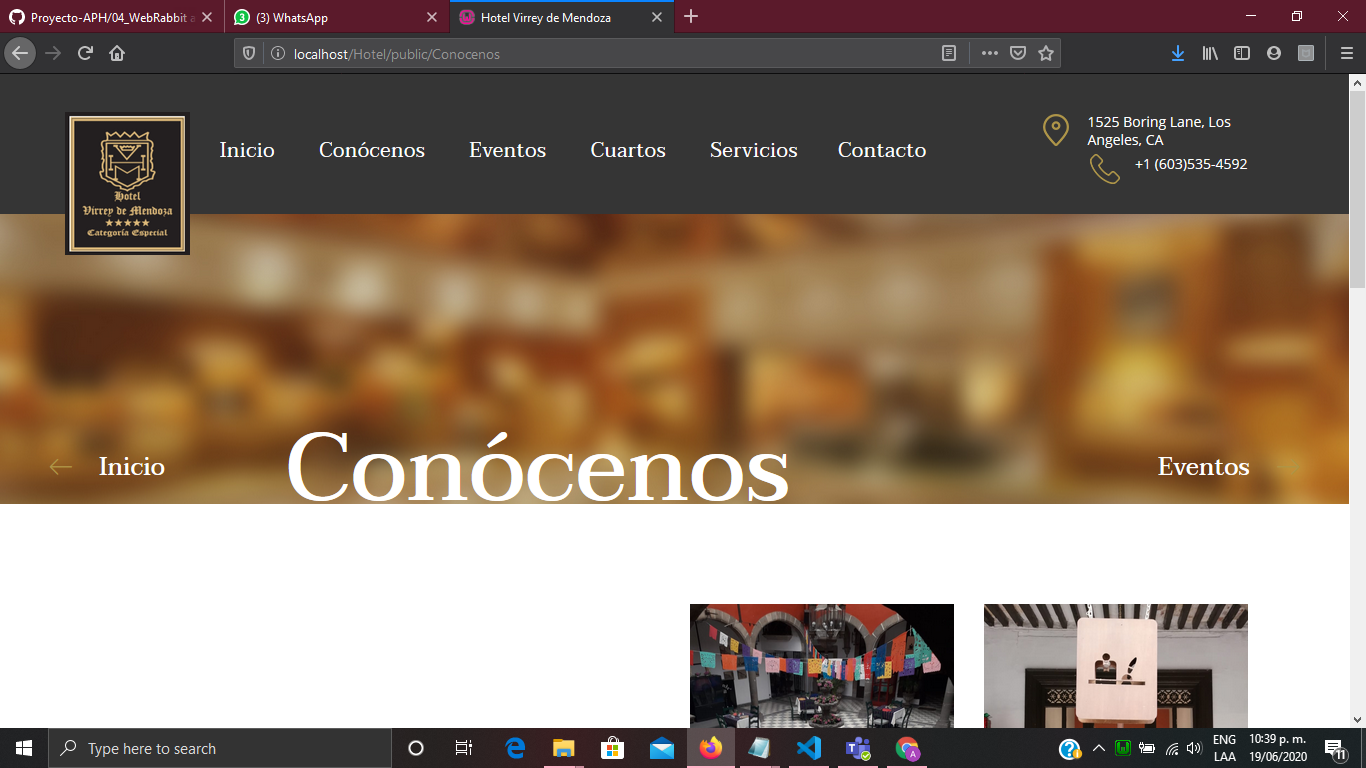 Proyecto-APH/04_WebRabbit a
(3) WhatsApp
Hotel Virrey de Mendoza
localhost/Hotel/public/Conocenos
Hotel
Virrey de Mendoza
Categoría Especial
Inicio
Conócenos
Eventos
Cuartos
Servicios
Contacto
1525 Boring Lane, Los
Angeles, CA
+1 (603)535-4592
Inicio
Conócenos
Eventos
Type here to search
ENG
LAA
10:39 p. m.
19/06/2020
11